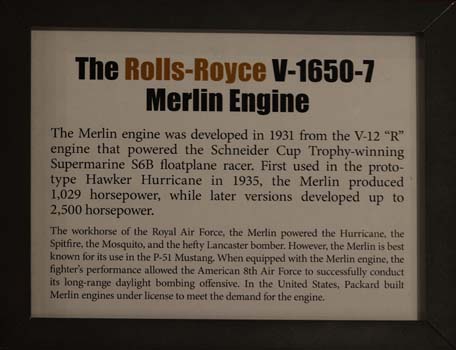 The Rolls-Royce V-1650-7
Merlin Engine
The Merlin engine was developed in 1931 from the V-12 “R”
engine that powered the Schneider Cup Trophy-winning
Supermarine S6B floatplane racer. First used in the proto-
type Hawker Hurricane in 1935, the Merlin produced
1,029 horsepower, while later versions developed up to
2,500 horsepower.
The workhorse of the Royal Air Force, the Merlin powered the Hurricane, the
Spitfire, the Mosquito, and the hefty Lancaster bomber. However, the Merlin is best
known for its use in the P-51 Mustang. When equipped with the Merlin engine, the
fighter's performance allowed the American 8th Air Force to successfully conduct
its long-range daylight bombing offensive. In the United States, Packard built
Merlin engines under license to meet the demand for the engine.